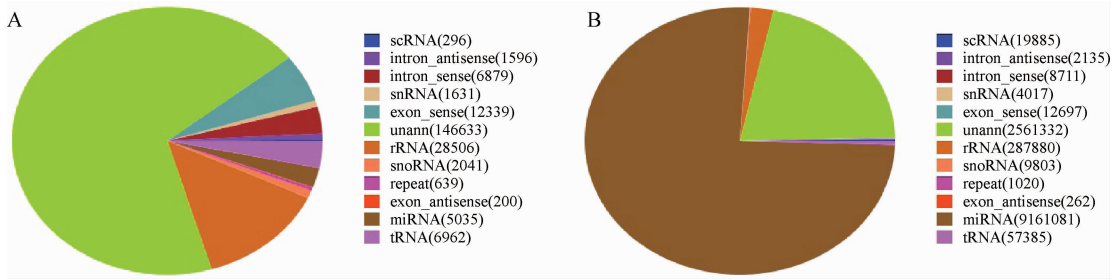 A
scRNA(296)
intron_antisense(1596)
intron_sense(6879)
snRNA(1631)
exon_sense(12339)
unann(146633)
rRNA(28506)
snoRNA(2041)
repeat(639)
exon_antisense(200)
miRNA(5035)
tRNA(6962)
B
scRNA(19885)
intron_antisense(2135)
intron_sense(8711)
snRNA(4017)
exon_sense(12697)
unann(2561332)
rRNA(287880)
snoRNA(9803)
repeat(1020)
exon_antisense(262)
miRNA(9161081)
tRNA(57385)